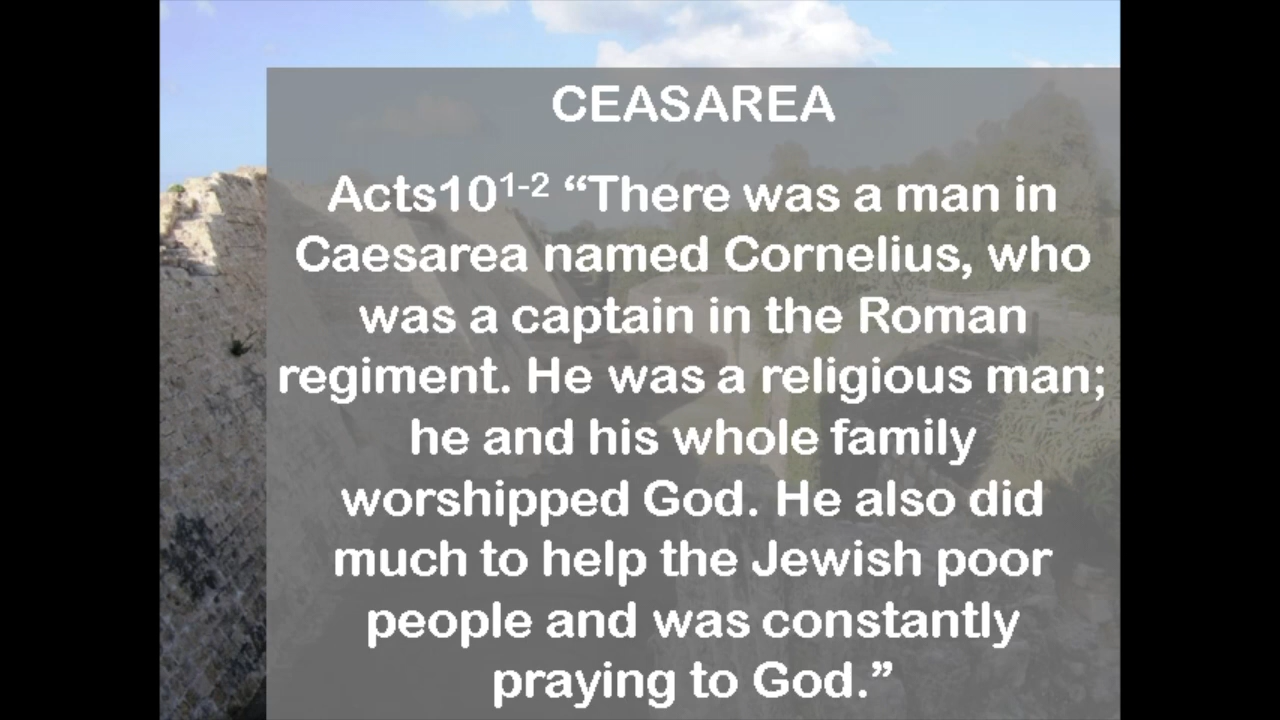 CEASAREA
Acts10¹⁻² “There was a man in
Caesarea named Cornelius, who
was a captain in the Roman
regiment. He was a religious man;
he and his whole family
worshipped God. He also did
much to help the Jewish poor
people and was constantly
praying to God.”